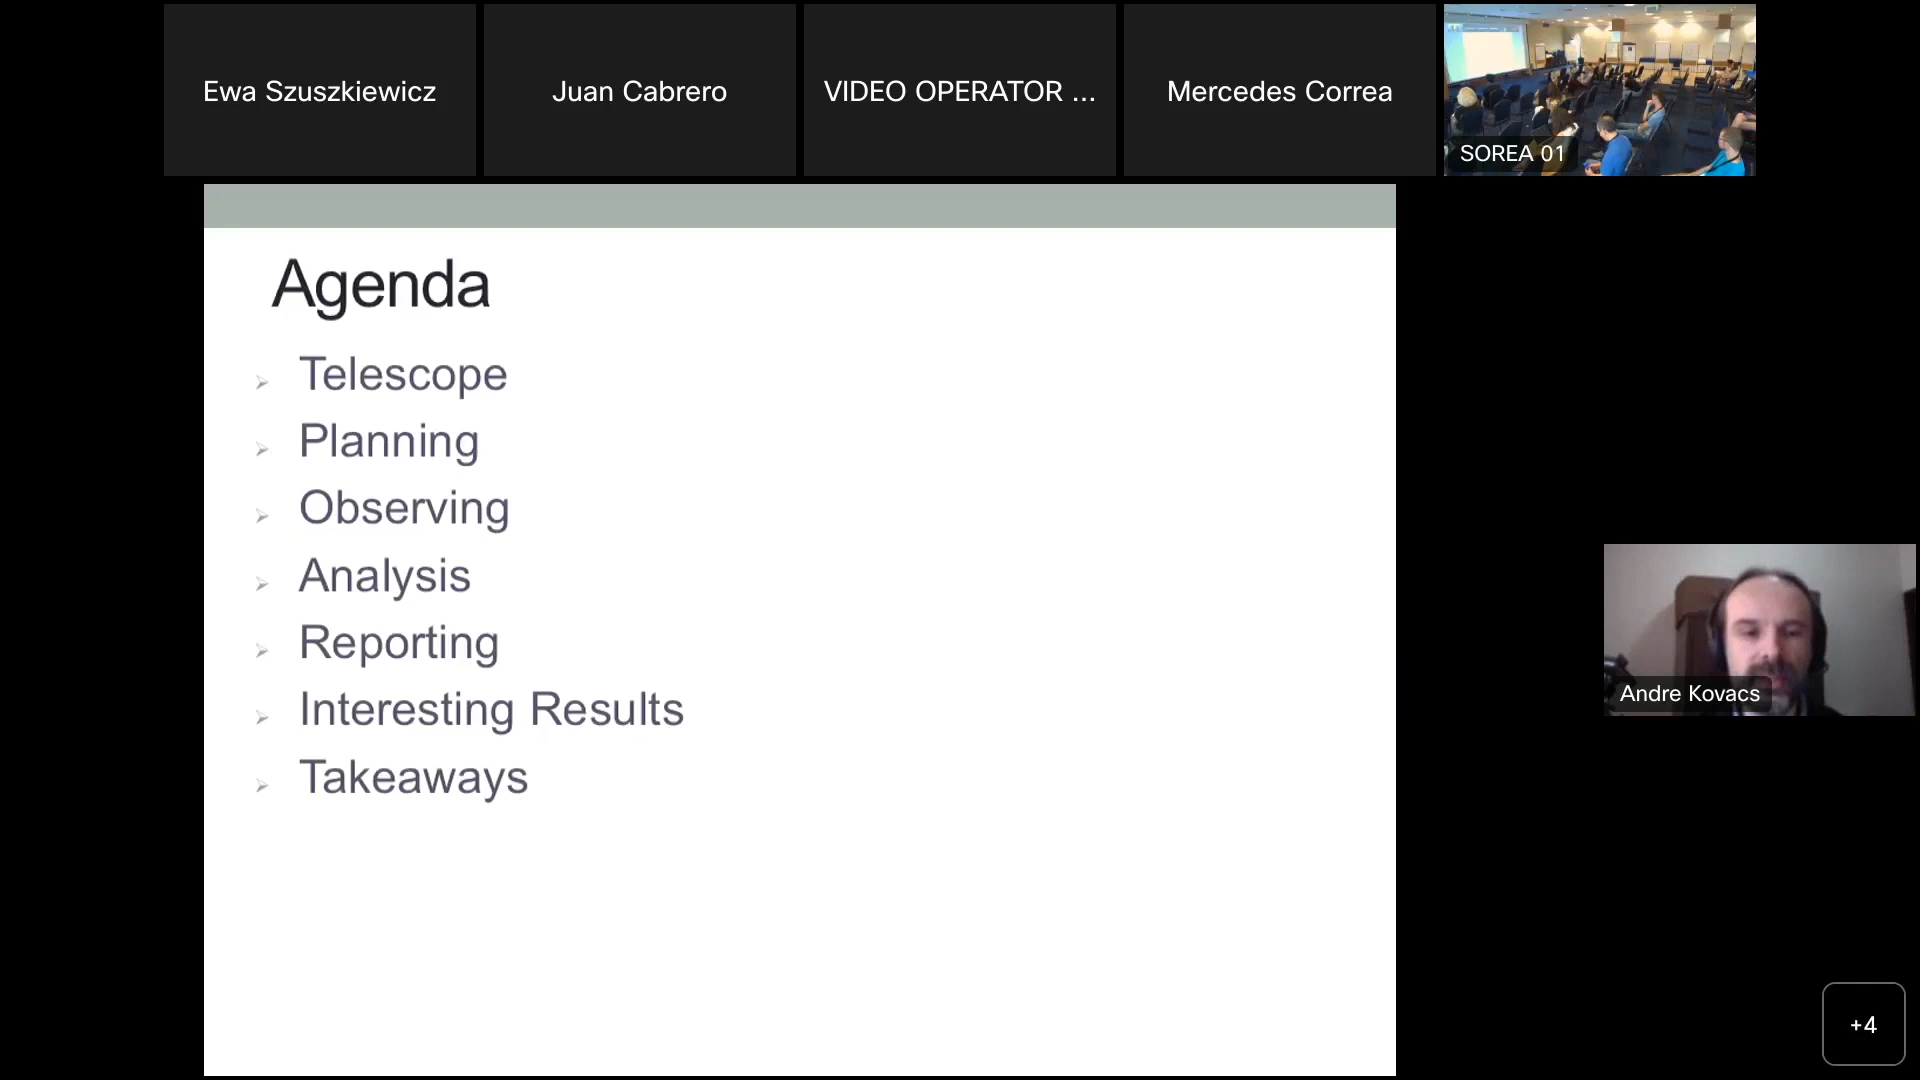 Ewa Szuszkiewicz
Juan Cabrero
VIDEO OPERATOR ...
Mercedes Correa
SOREA 01
Agenda
Telescope
Planning
Observing
Analysis
Reporting
Interesting Results
Takeaways
Andre Kovacs
+4